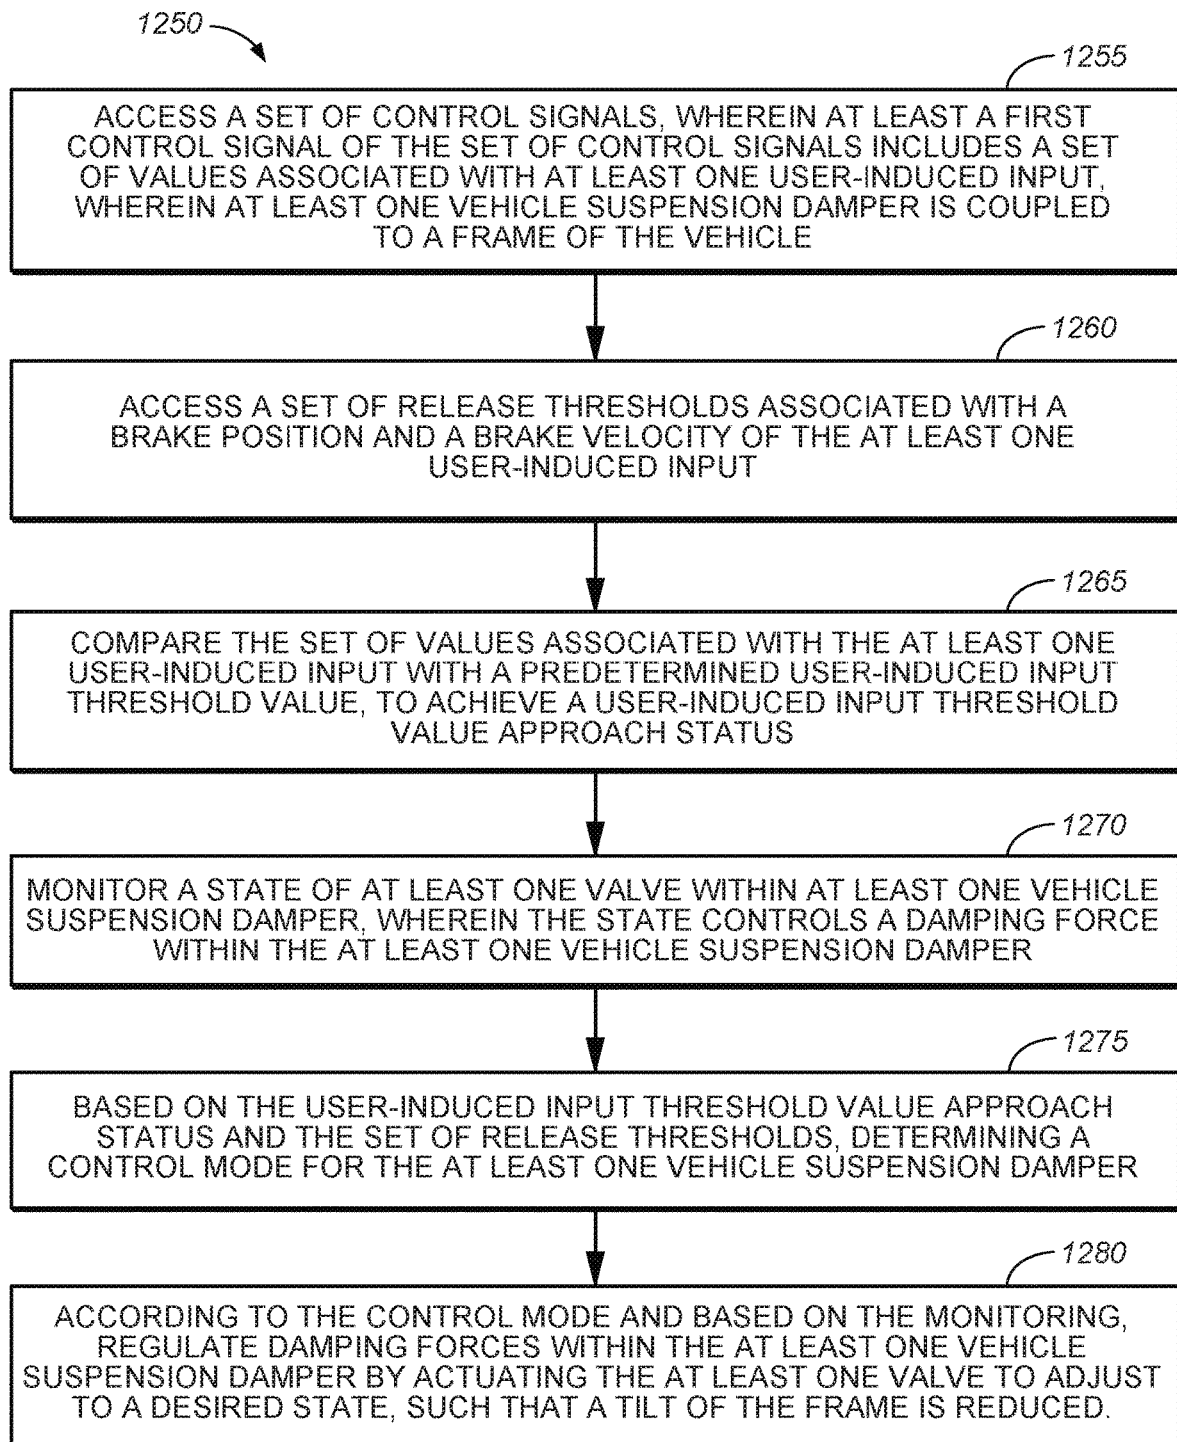 1250
1255
ACCESS A SET OF CONTROL SIGNALS, WHEREIN AT LEAST A FIRST
CONTROL SIGNAL OF THE SET OF CONTROL SIGNALS INCLUDES A SET
OF VALUES ASSOCIATED WITH AT LEAST ONE USER-INDUCED INPUT,
WHEREIN AT LEAST ONE VEHICLE SUSPENSION DAMPER IS COUPLED
TO A FRAME OF THE VEHICLE
1260
ACCESS A SET OF RELEASE THRESHOLDS ASSOCIATED WITH A
BRAKE POSITION AND A BRAKE VELOCITY OF THE AT LEAST ONE
USER-INDUCED INPUT
1265
COMPARE THE SET OF VALUES ASSOCIATED WITH THE AT LEAST ONE
USER-INDUCED INPUT WITH A PREDETERMINED USER-INDUCED INPUT
THRESHOLD VALUE, TO ACHIEVE A USER-INDUCED INPUT THRESHOLD
VALUE APPROACH STATUS
1270
MONITOR A STATE OF AT LEAST ONE VALVE WITHIN AT LEAST ONE VEHICLE
SUSPENSION DAMPER, WHEREIN THE STATE CONTROLS A DAMPING FORCE
WITHIN THE AT LEAST ONE VEHICLE SUSPENSION DAMPER
1275
BASED ON THE USER-INDUCED INPUT THRESHOLD VALUE APPROACH
STATUS AND THE SET OF RELEASE THRESHOLDS, DETERMINING A
CONTROL MODE FOR THE AT LEAST ONE VEHICLE SUSPENSION DAMPER
1280
ACCORDING TO THE CONTROL MODE AND BASED ON THE MONITORING,
REGULATE DAMPING FORCES WITHIN THE AT LEAST ONE VEHICLE
SUSPENSION DAMPER BY ACTUATING THE AT LEAST ONE VALVE TO ADJUST
TO A DESIRED STATE, SUCH THAT A TILT OF THE FRAME IS REDUCED.